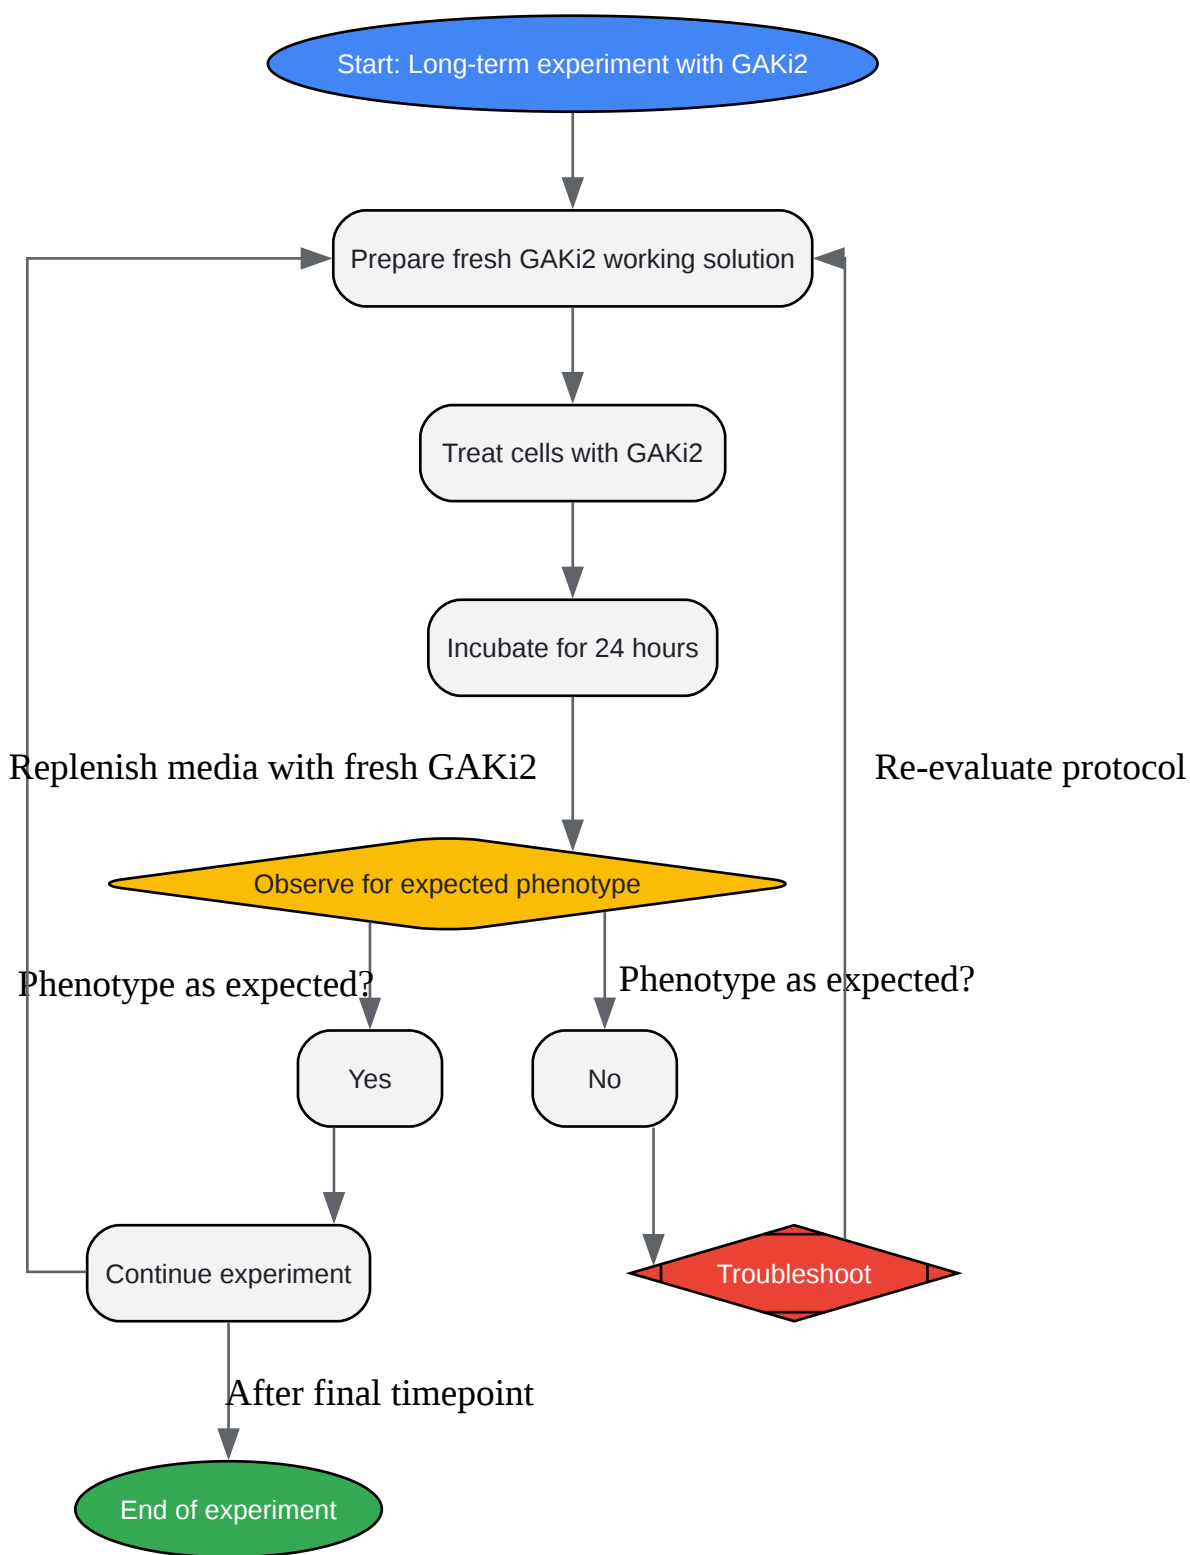 Start: Long-term experiment with GAKi2
Prepare fresh GAKi2 working solution
Treat cells with GAKi2
Incubate for 24 hours
Replenish media with fresh GAKi2
Re-evaluate protocol
Observe for expected phenotype
Phenotype as expected?
Phenotype as expected?
Yes
No
Continue experiment
Troubleshoot
After final timepoint
End of experiment